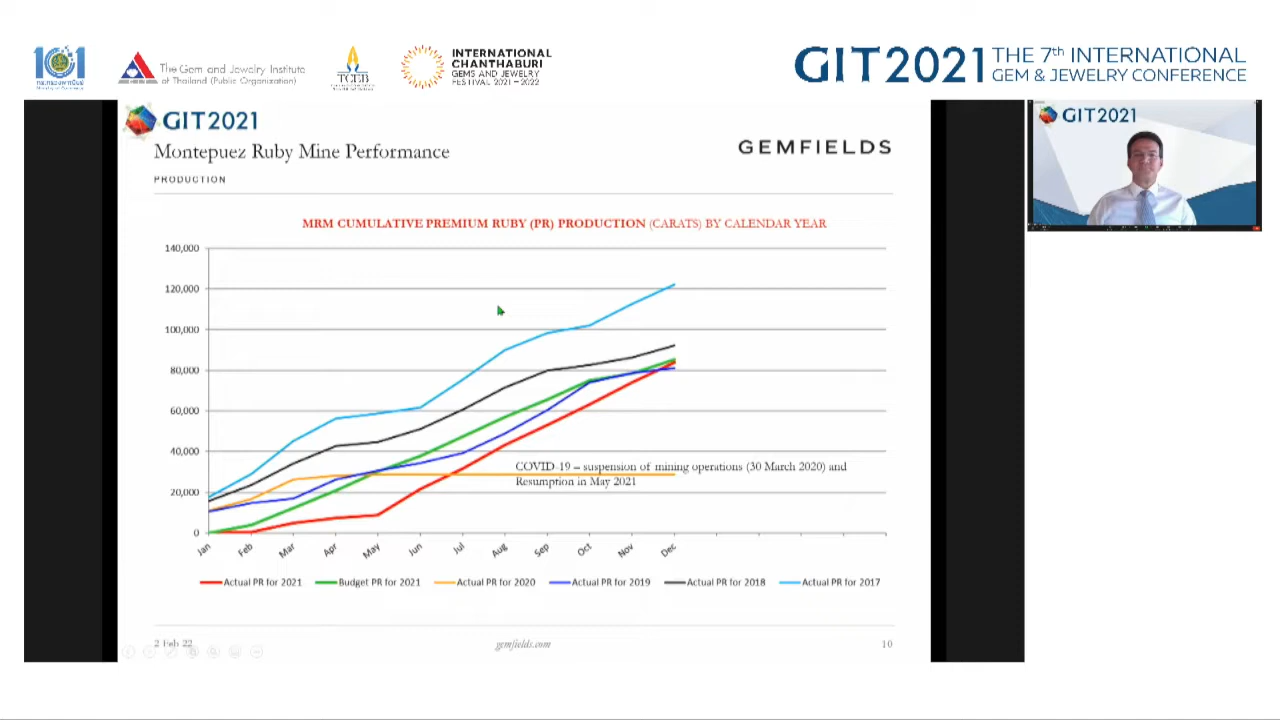 101
The Gem and Jewelry Institute
of Thailand (Public Organization)
TCEB
INTERNATIONAL
CHANTHABURI
GEMS AND JEWELRY
FESTIVAL 2021 – 2022
GIT2021 THE 7th INTERNATIONAL
GEM & JEWELRY CONFERENCE
GIT2021
Montepuez Ruby Mine Performance
GEMFIELDS
PRODUCTION
MRM CUMULATIVE PREMIUM RUBY (PR) PRODUCTION (CARATS) BY CALENDAR YEAR
140,000
120,000
100,000
80,000
60,000
40,000
20,000
0
COVID-19 – suspension of mining operations (30 March 2020) and
Resumption in May 2021
Jan Feb Mar Apr May Jun Jul Aug Sep Oct Nov Dec
Actual PR for 2021 Budget PR for 2021 Actual PR for 2020 Actual PR for 2019 Actual PR for 2018 Actual PR for 2017
2 Feb 22 gemfields.com 10
GIT2021